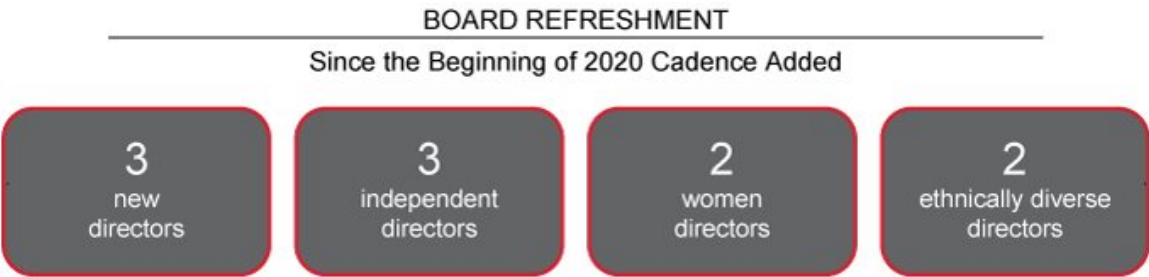 BOARD REFRESHMENT
Since the Beginning of 2020 Cadence Added
3
new
directors
3
independent
directors
2
women
directors
2
ethnically diverse
directors